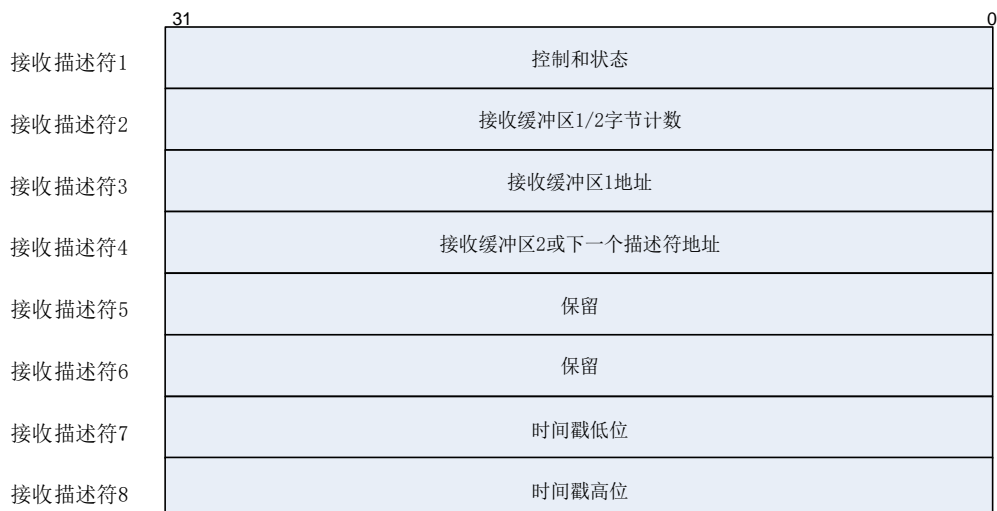 31 0
接收描述符1 控制和状态
接收描述符2 接收缓冲区1/2字节计数
接收描述符3 接收缓冲区1地址
接收描述符4 接收缓冲区2或下一个描述符地址
接收描述符5 保留
接收描述符6 保留
接收描述符7 时间戳低位
接收描述符8 时间戳高位